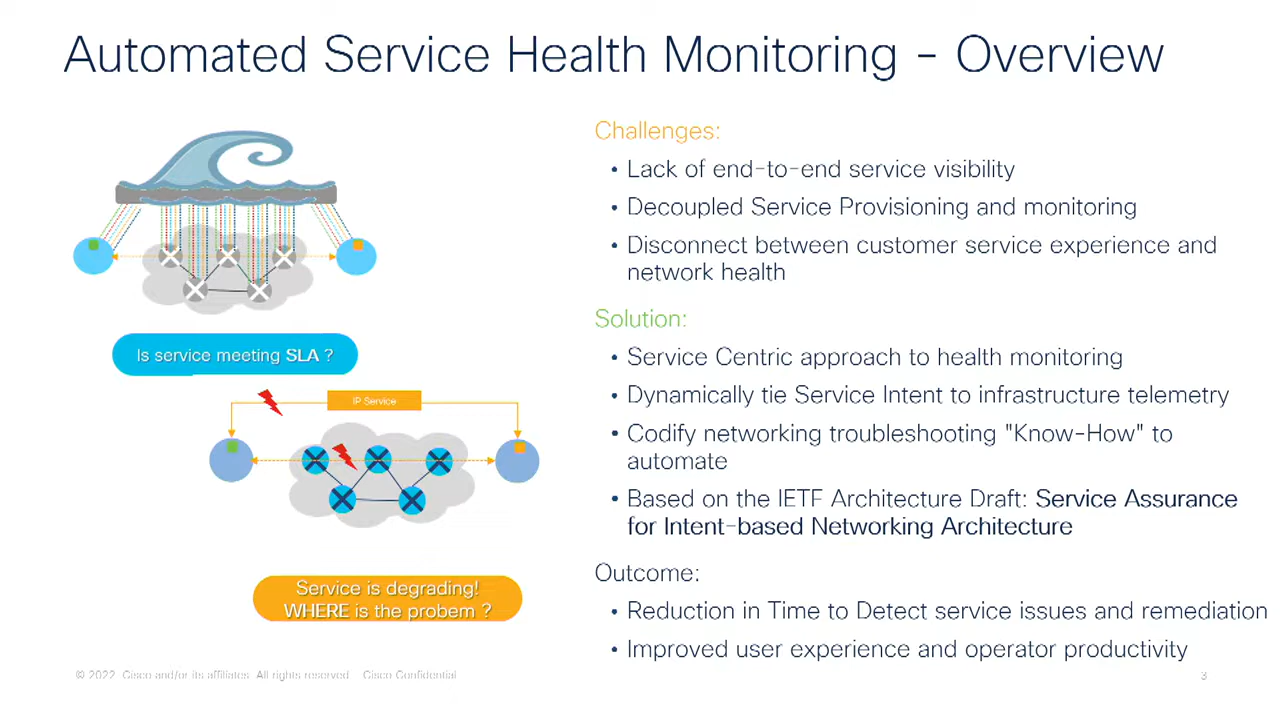 Automated Service Health Monitoring - Overview
Is service meeting SLA ?
IP Service
Service is degrading!
WHERE is the probem ?
Challenges:
• Lack of end-to-end service visibility
• Decoupled Service Provisioning and monitoring
• Disconnect between customer service experience and
network health
Solution:
• Service Centric approach to health monitoring
• Dynamically tie Service Intent to infrastructure telemetry
• Codify networking troubleshooting "Know-How" to
automate
• Based on the IETF Architecture Draft: Service Assurance
for Intent-based Networking Architecture
Outcome:
• Reduction in Time to Detect service issues and remediation
• Improved user experience and operator productivity
© 2022 Cisco and/or its affiliates. All rights reserved. Cisco Confidential
3